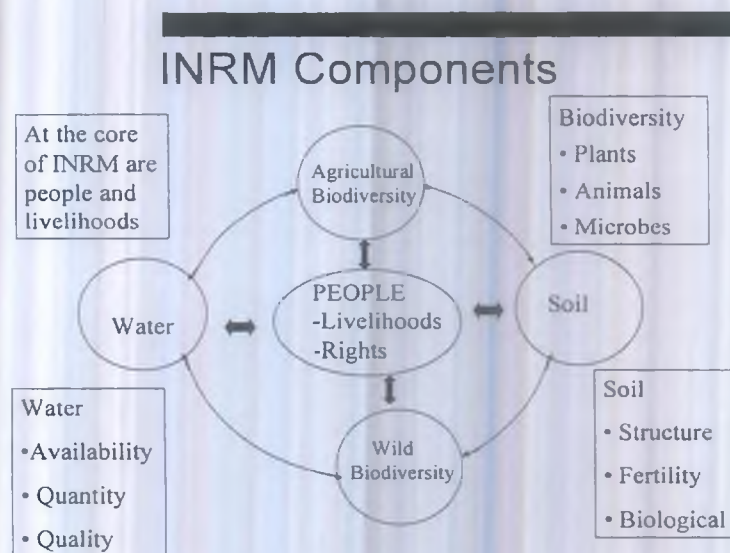 INRM Components
At the core
of INRM are
people and
livelihoods
Biodiversity
• Plants
• Animals
• Microbes
Agricultural
Biodiversity
Water
PEOPLE
-Livelihoods
-Rights
Soil
Wild
Biodiversity
Water
•Availability
• Quantity
• Quality
Soil
• Structure
• Fertility
• Biological